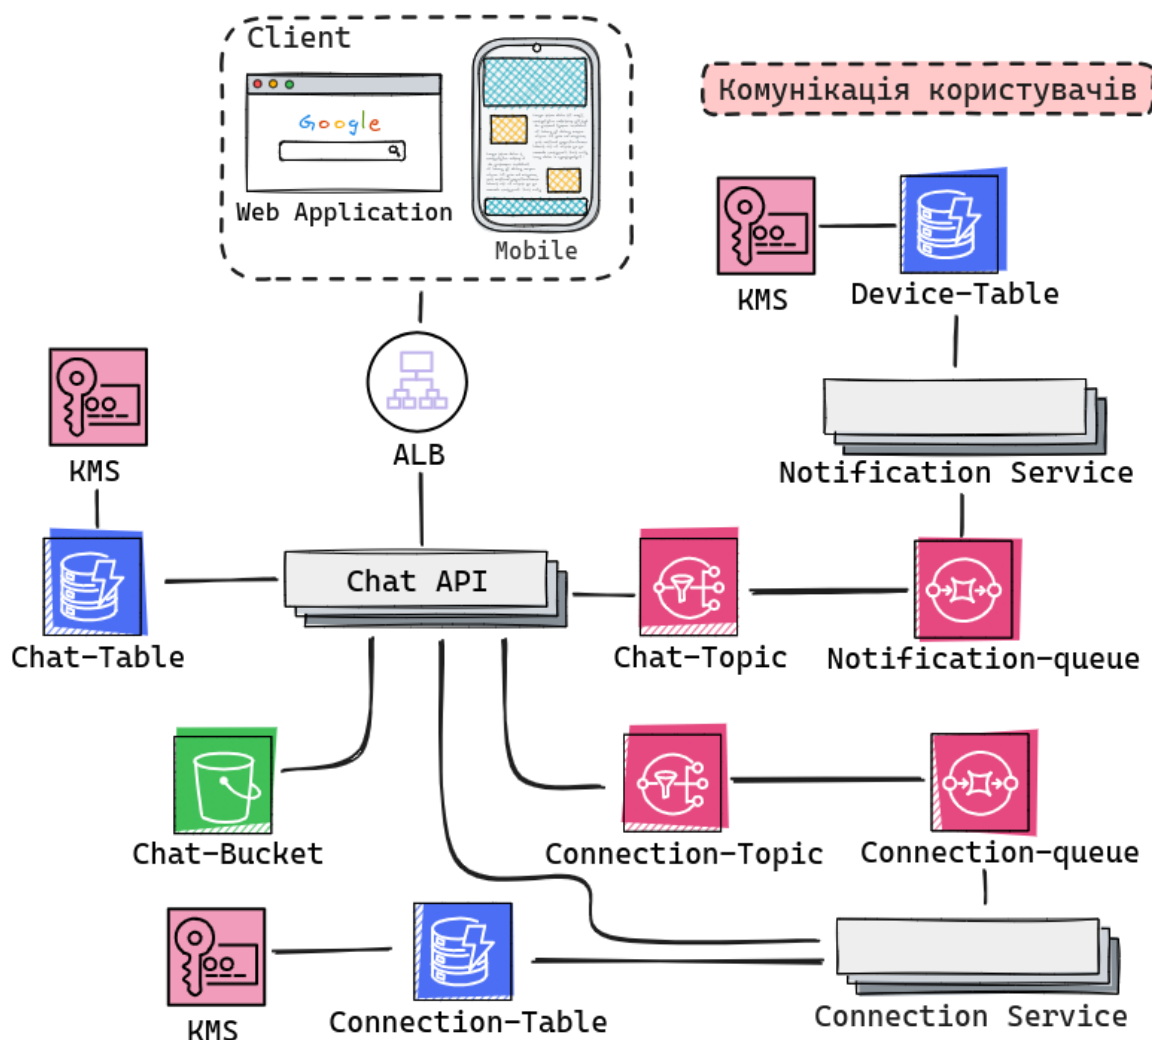 Client
Google
Web Application
Mobile
Комунікація користувачів
KMS
Device-Table
KMS
ALB
Notification Service
Chat API
Chat-Table
Chat-Topic
Notification-queue
Chat-Bucket
Connection-Topic
Connection-queue
KMS
Connection-Table
Connection Service